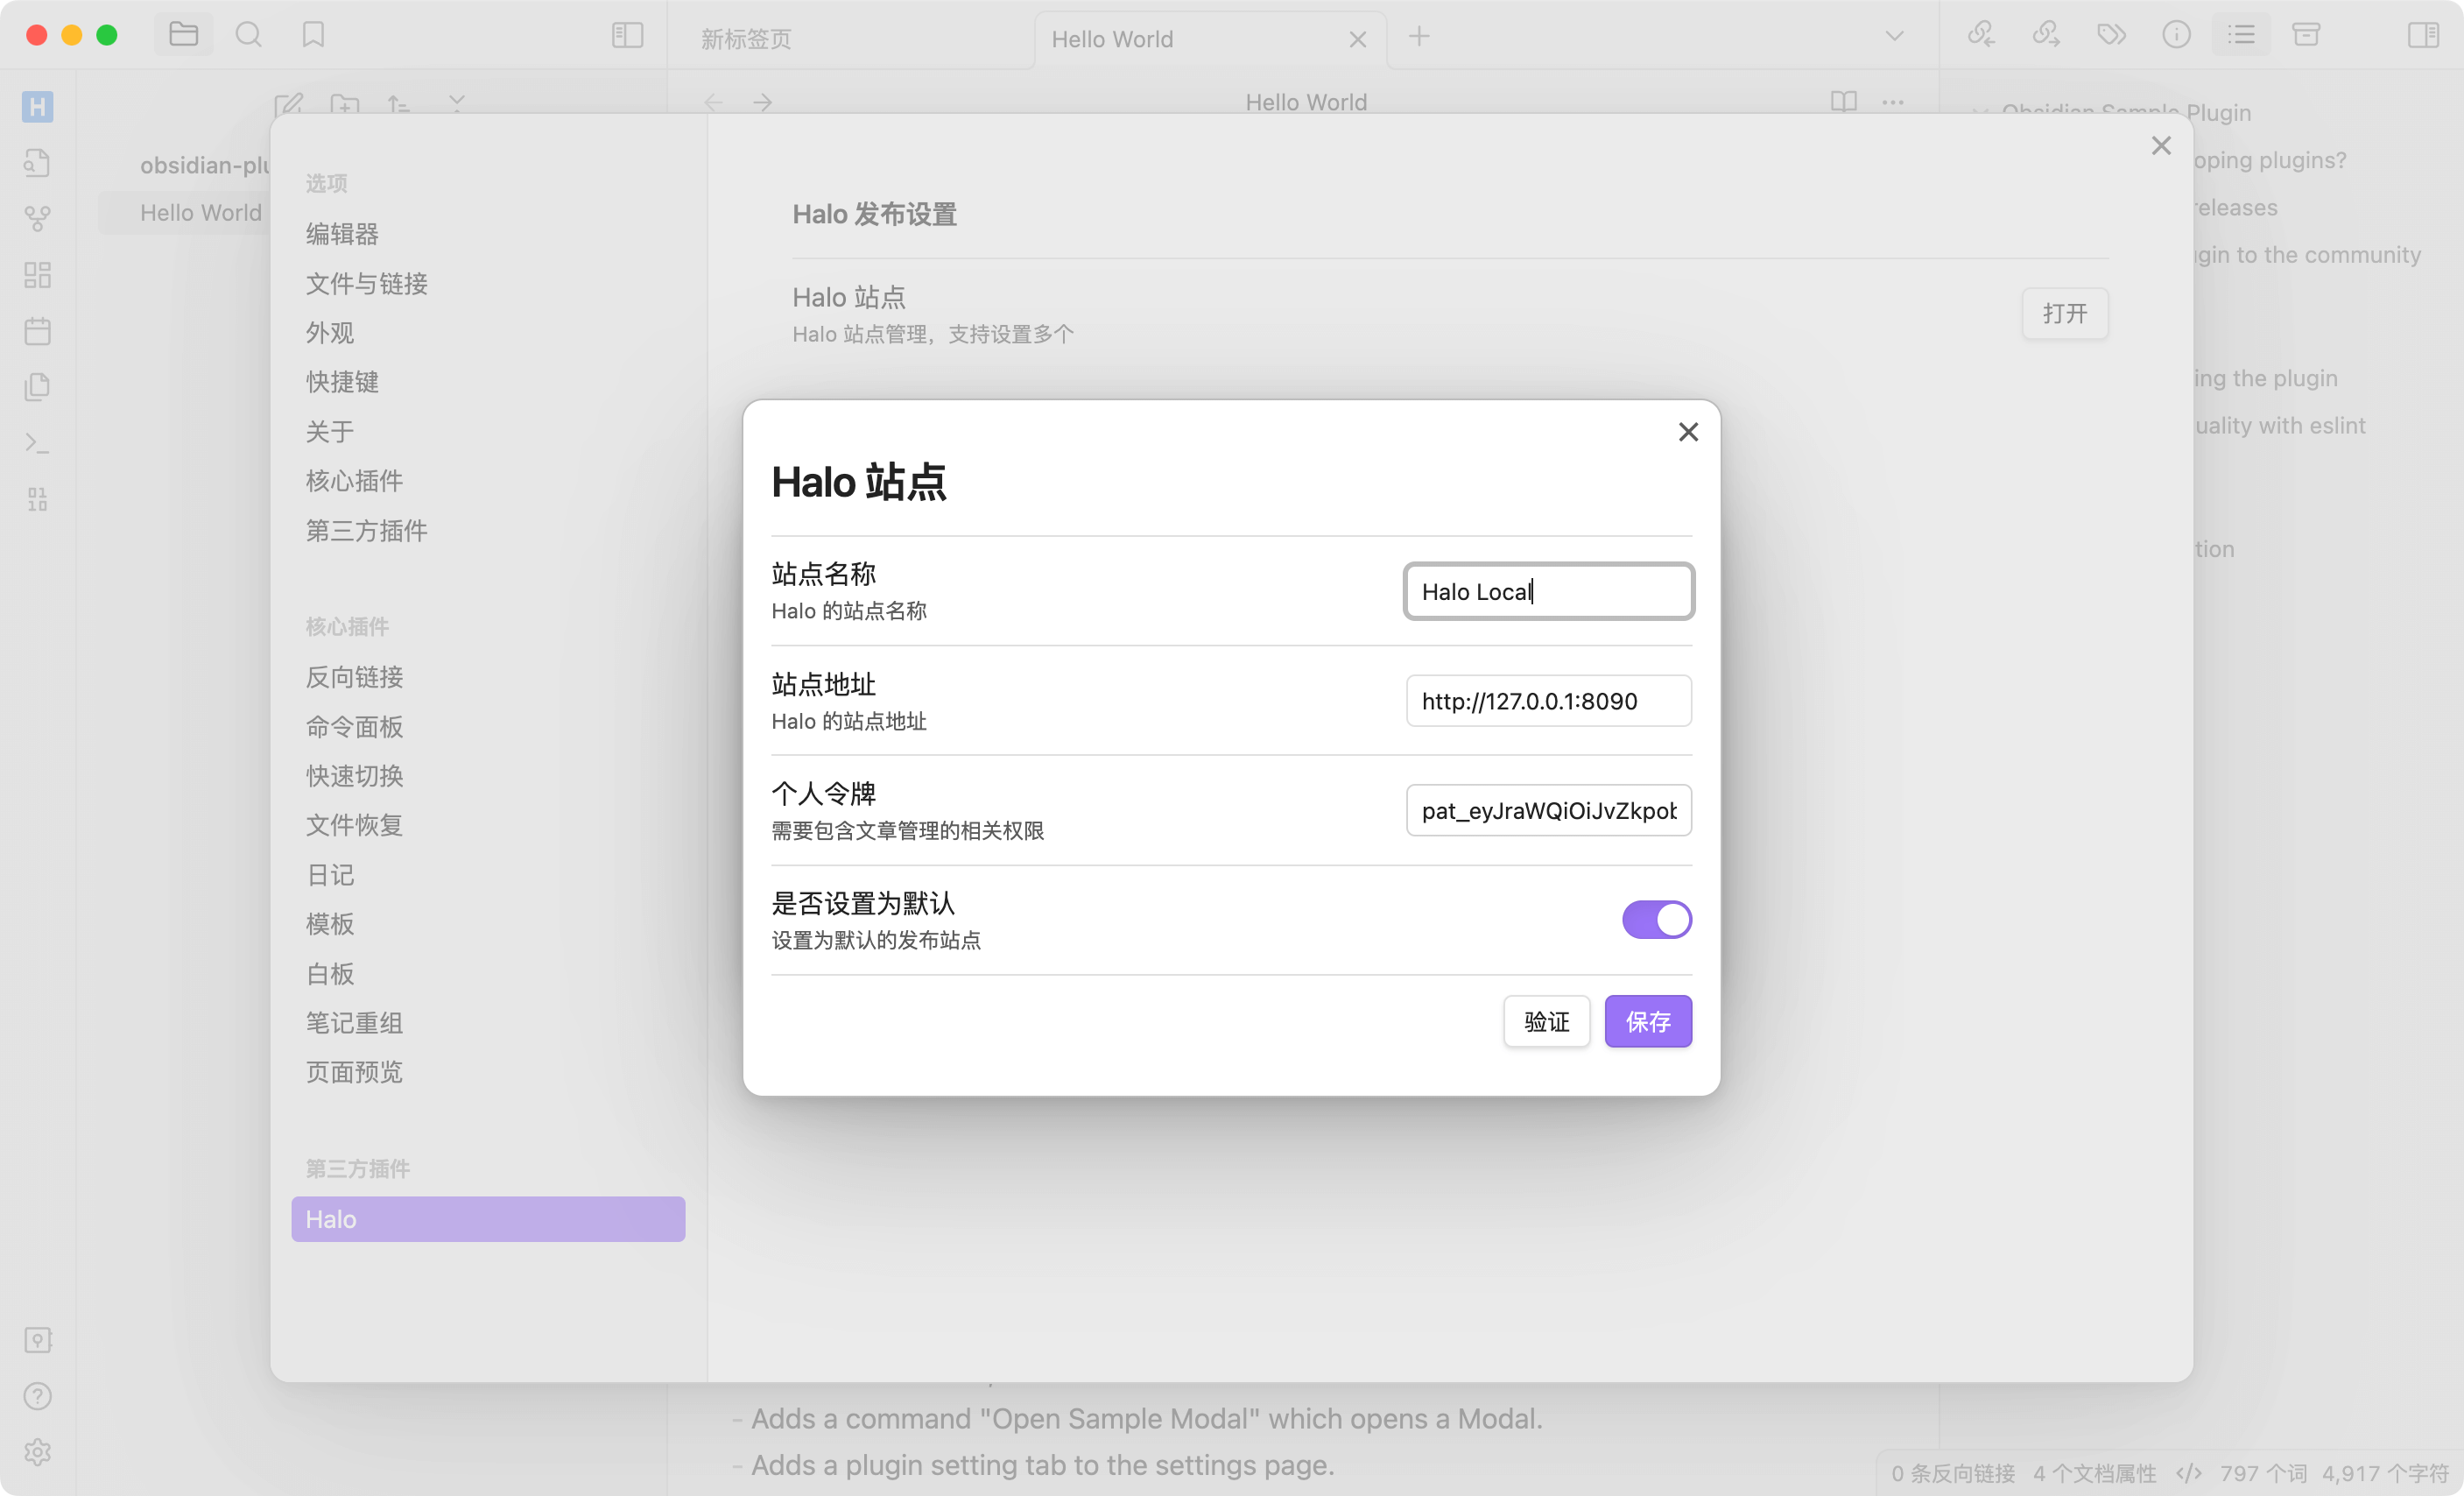 新标签页
Hello World
Hello World
obsidian-plu
Hello World
选项
编辑器
文件与链接
外观
快捷键
关于
核心插件
第三方插件
核心插件
反向链接
命令面板
快速切换
文件恢复
日记
模板
白板
笔记重组
页面预览
第三方插件
Halo
Halo 发布设置
Halo 站点
Halo 站点管理，支持设置多个
打开
Halo 站点
站点名称
Halo 的站点名称
Halo Local
站点地址
Halo 的站点地址
http://127.0.0.1:8090
个人令牌
需要包含文章管理的相关权限
pat_eyJraWQiOiJvZkpob
是否设置为默认
设置为默认的发布站点
验证
保存
Obsidian Sample Plugin
oping plugins?
releases
ugin to the community
ing the plugin
uality with eslint
tion
- Adds a command "Open Sample Modal" which opens a Modal.
- Adds a plugin setting tab to the settings page.
0 条反向链接 4 个文档属性 </> 797 个词 4,917 个字符